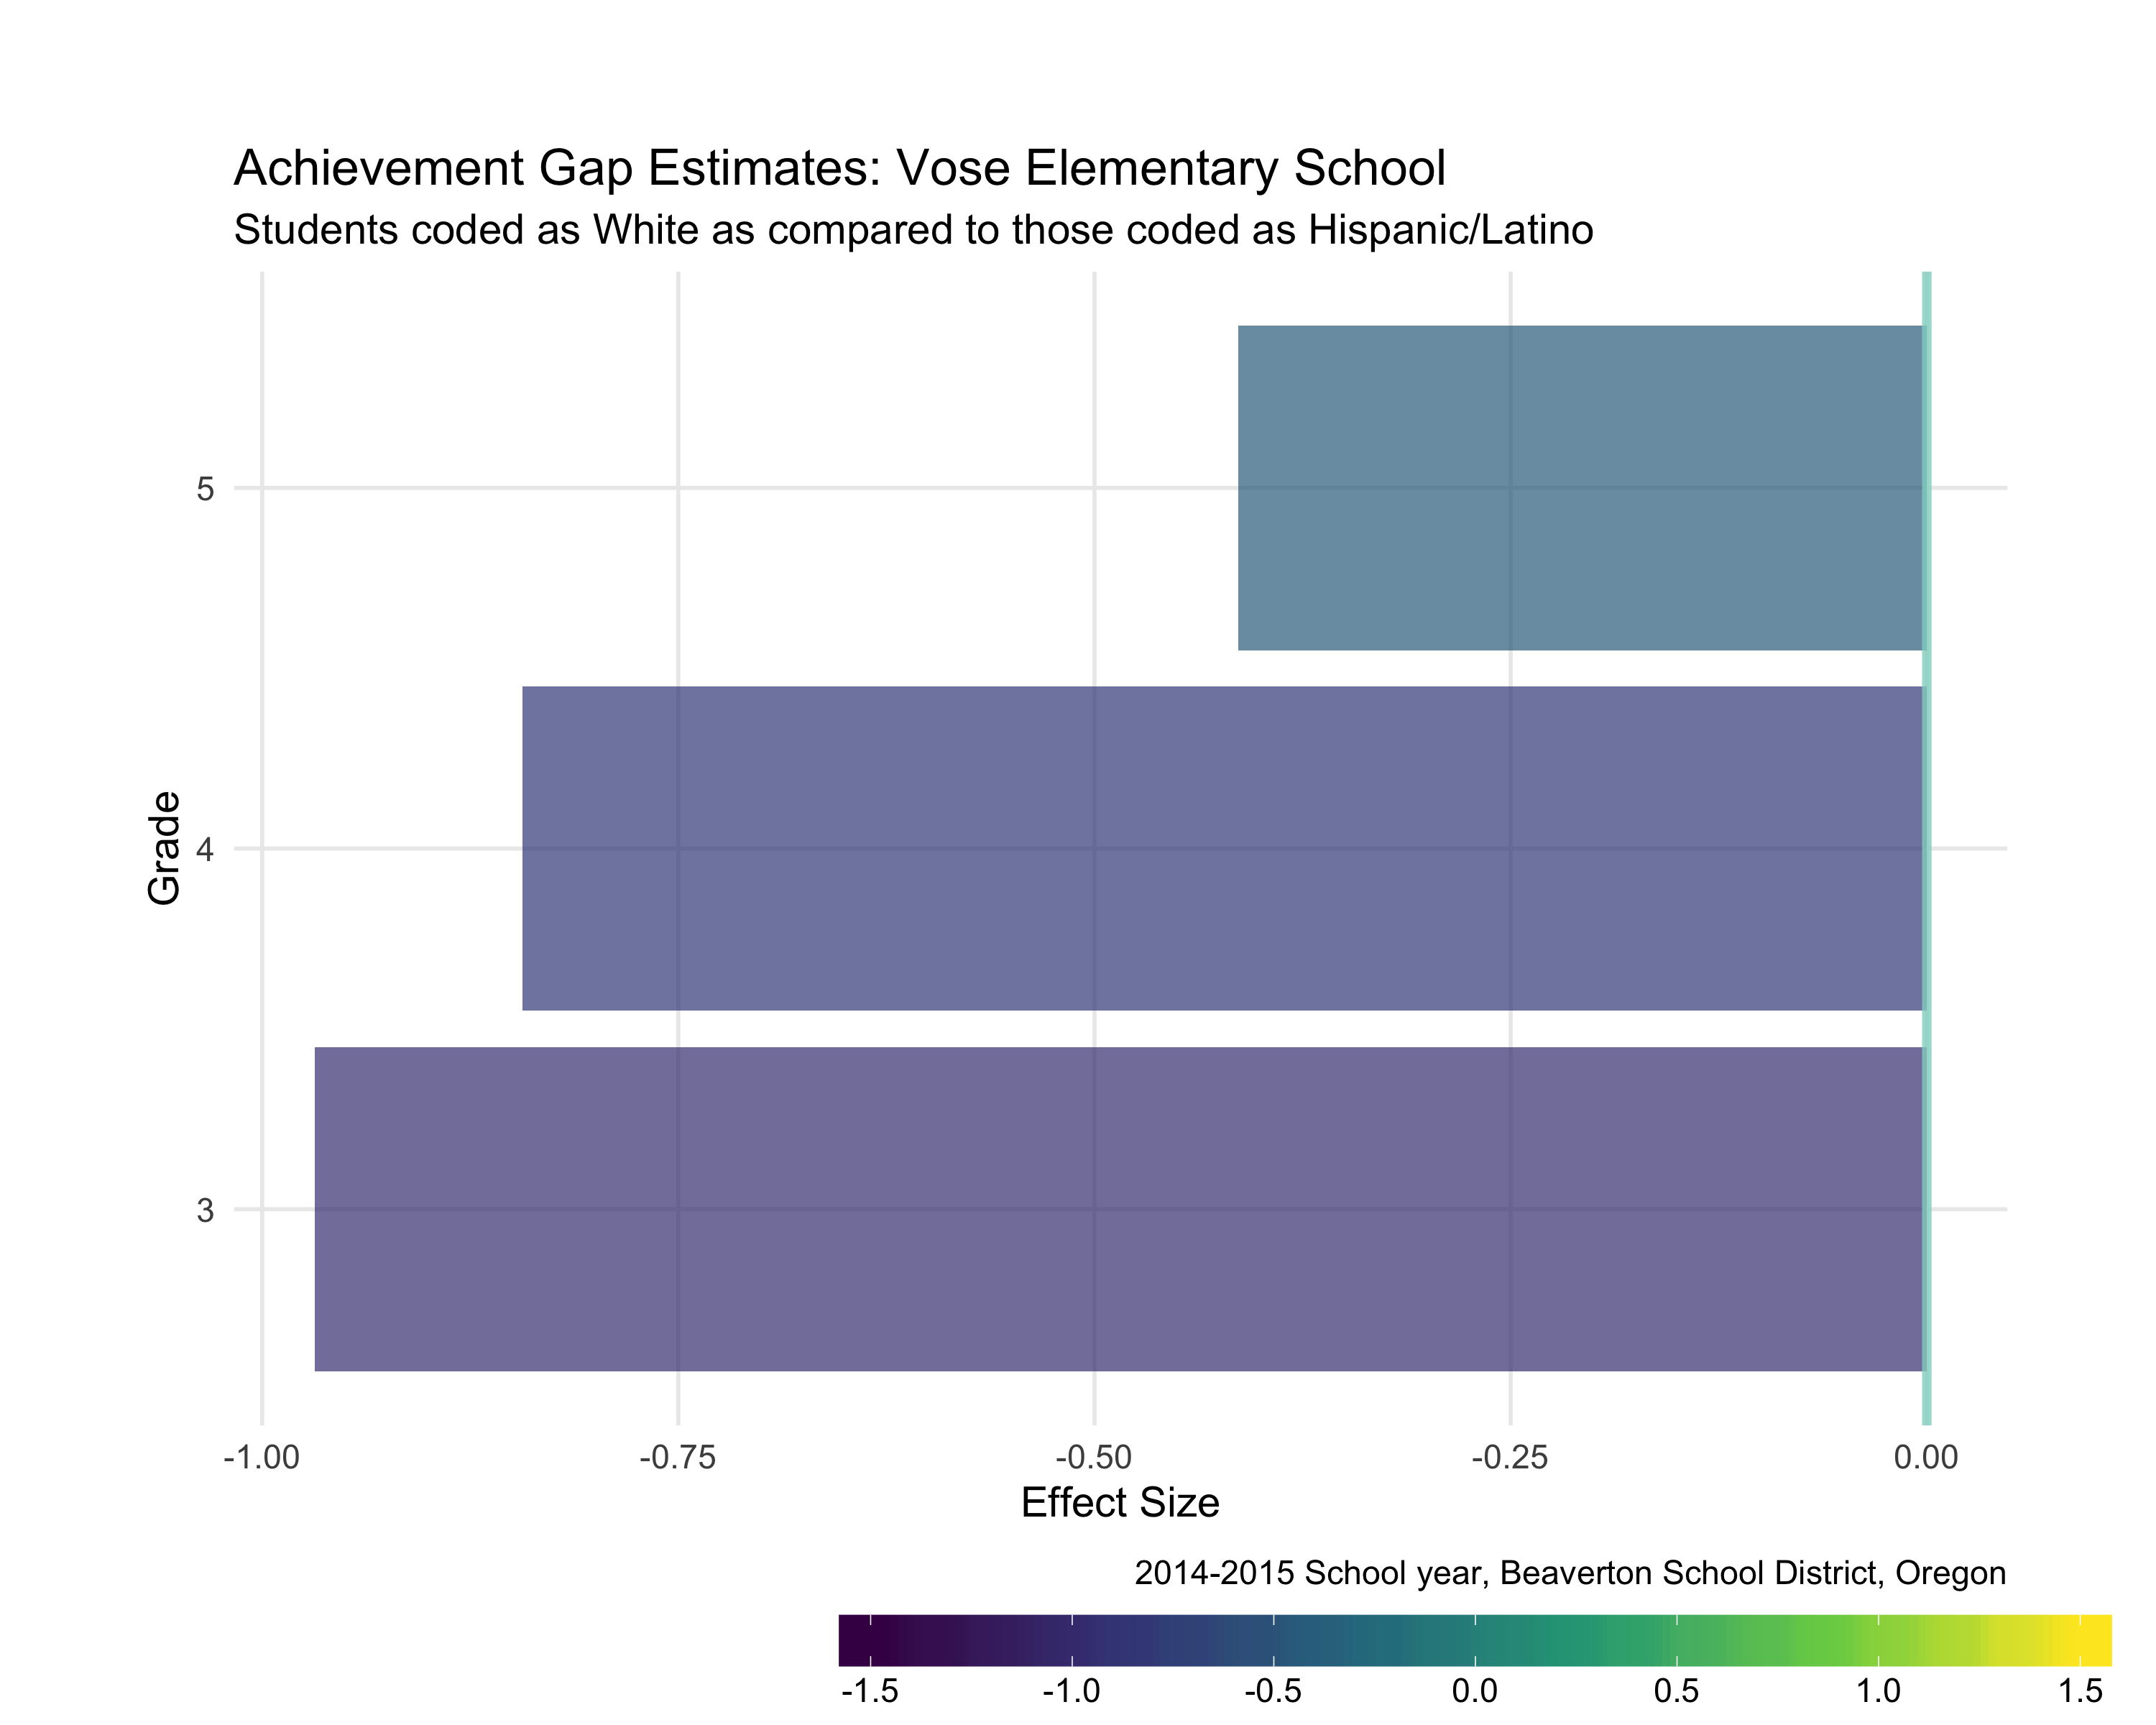 Achievement Gap Estimates: Vose Elementary School
Students coded as White as compared to those coded as Hispanic/Latino
5
4
3
Grade
-1.00 -0.75 -0.50 -0.25 0.00
Effect Size
2014-2015 School year, Beaverton School District, Oregon
-1.5 -1.0 -0.5 0.0 0.5 1.0 1.5